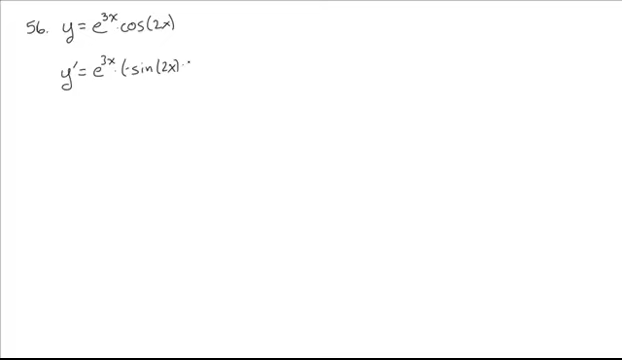 56. y = e^{3x} · cos(2x)
y' = e^{3x} · (-sin(2x) ·